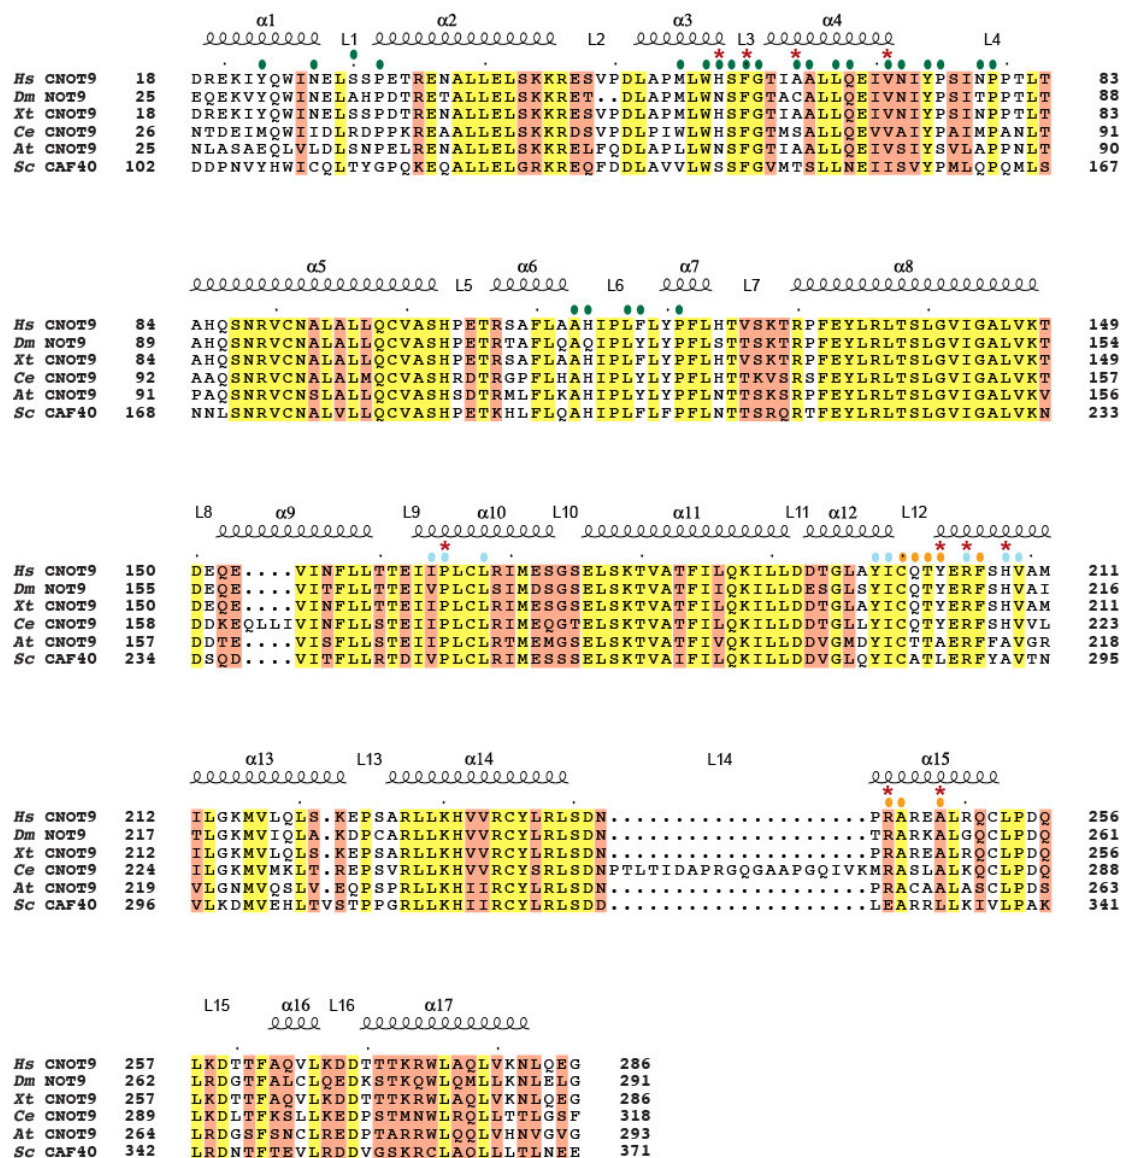 α1 L1 α2 L2 α3 L3 α4 L4
* * * *
Hs CNOT9 18 DREKIYQWINELSSPETRENALLELSKKRESVPDLAPMLWHSFGTIAALLQEIVNIYPSINPPTLT 83
Dm NOT9 25 EQEKVYQWINELAHPDTRETALLELSKKRET..DLAPMLWNSFGTACALLQEIVNIYPSITPPTLT 88
Xt CNOT9 18 DREKIYQWINELSSPETRENALLELSKKRESVPDLAPMLWHSFGTIAALLQEIVNIYPSINPPTLT 83
Ce CNOT9 26 NTDEIMQWIIDLRDPPKREAALLELSKKRDSVPDLPIWLWHSFGTMSALLQEVVAIYPAIMPANLT 91
At CNOT9 25 NLASAEQLVLDLSNPELRENALLELSKKRELFQDLAPLLWNSFGTIAALLQEIVSIYSVLAPPNLT 90
Sc CAF40 102 DDPNVYHWICQLTYGPQKEQALLELGRKREQFDDLAVVLWSSFGVMTSLLNEIISVYPMLQPQMLS 167
α5 L5 α6 L6 α7 L7 α8
Hs CNOT9 84 AHQSNRVCNALALLQCVASHPETRSAFLAAHIPLFLYPFLHTVSKTRPFEYLRLTSLGVIGALVKT 149
Dm NOT9 89 AHQSNRVCNALALLQCVASHPETRTAFLQAQIPLYLYPFLSTTSKTRPFEYLRLTSLGVIGALVKT 154
Xt CNOT9 84 AHQSNRVCNALALLQCVASHPETRSAFLAAHIPLFLYPFLHTVSKTRPFEYLRLTSLGVIGALVKT 149
Ce CNOT9 92 AAQSNRVCNALALMQCVASHRDTRGPFLHAHIPLYLYPFLHTTKVSRSFEYLRLTSLGVIGALVKT 157
At CNOT9 91 PAQSNRVCNSLALLQCVASHSDTRMLFLKAHIPLYLYPFLNTTSKSRPFEYLRLTSLGVIGALVKT 156
Sc CAF40 168 NNLSNRVCNALVLLQCVASHPETKHLFLQAHIPLFLFPFLNTTSRQRTFEYLRLTSLGVIGALVKN 233
L8 α9 L9 α10 L10 α11 L11 α12 L12
* * * *
Hs CNOT9 150 DEQE....VINFLLTTEIIPLCLRIMESGSELSKTVATFILQKILLDDTGLAYICQTYERFSHVAM 211
Dm NOT9 155 DEQE....VITFLLTTEIVPLCLSIMDSGSELSKTVATFIIQKILLDESGLSYICQTYERFSHVAI 216
Xt CNOT9 150 DEQE....VINFLLTTEIIPLCLRIMESGSELSKTVATFILQKILLDDTGLAYICQTYERFSHVAM 211
Ce CNOT9 158 DDKEQLLIVINFLLSTEIIPLCLRIMEQGTELSKTVATFILQKILLDDTGLLYICQTYERFSHVVL 223
At CNOT9 157 DDTE....VISFLLSTEIIPLCLRTMEMGSELSKTVATFIIQKILLDDVGMDYICTTAERFFAVGR 218
Sc CAF40 234 DSQD....VITFLLRTDIVPLCLRIMESSSELSKTVAIFILQKILLDDVGLQYICATLERFYAVTN 295
α13 L13 α14 L14 α15
* *
Hs CNOT9 212 ILGKMVLQLS.KEPSARLLKHVVRCYLRLSDN....................PRAREALRQCLPDQ 256
Dm NOT9 217 TLGKMVIQLA.KDPCARLLKHVVRCYLRLSDN....................TRARKALGQCLPDQ 261
Xt CNOT9 212 ILGKMVLQLS.KEPSARLLKHVVRCYLRLSDN....................PRAREALRQCLPDQ 256
Ce CNOT9 224 ILGKMVMKLT.REPSVRLLKHVVRCYSRLSDNPTLTIDAPRGQGAAPGQIVKMRASLALKQCLPDQ 288
At CNOT9 219 VLGNMVQSLV.EQPSPRLLKHIIRCYLRLSDN....................PRACAALASCLPDS 263
Sc CAF40 296 VLKDMVEHLTVSTPPGRLLKHIIRCYLRLSDD....................LEARRLLKIVLPAK 341
L15 α16 L16 α17
Hs CNOT9 257 LKDTTFAQVLKDDTTTKRWLAQLVKNLQEG 286
Dm NOT9 262 LRDGTFALCLQEDKSTKQWLQMLLKNLELG 291
Xt CNOT9 257 LKDTTFAQVLKDDTTTKRWLAQLVKNLQEG 286
Ce CNOT9 289 LKDLTFKSLLKEDPSTMNWLRQLLTTLGSF 318
At CNOT9 264 LRDGSFSNCLREDPTARRWLQQLVHNVGVG 293
Sc CAF40 342 LRDNTFTEVLRDDVGSKRCLAQLLLTLNEE 371